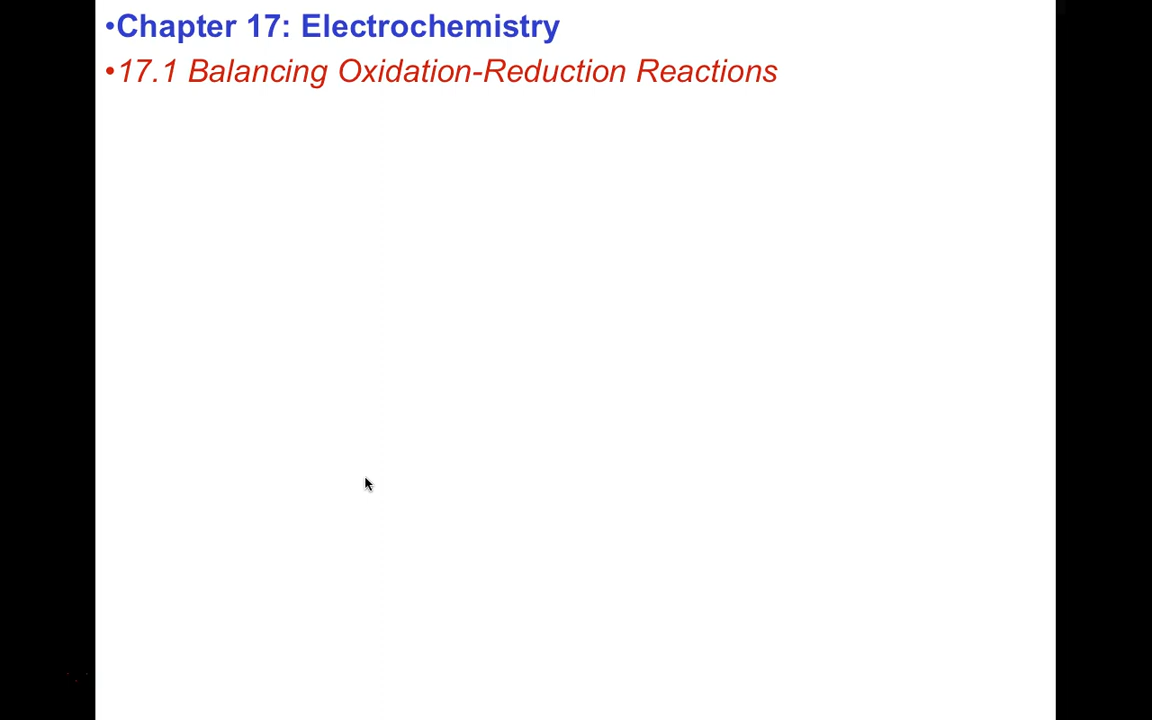 •Chapter 17: Electrochemistry
•17.1 Balancing Oxidation-Reduction Reactions